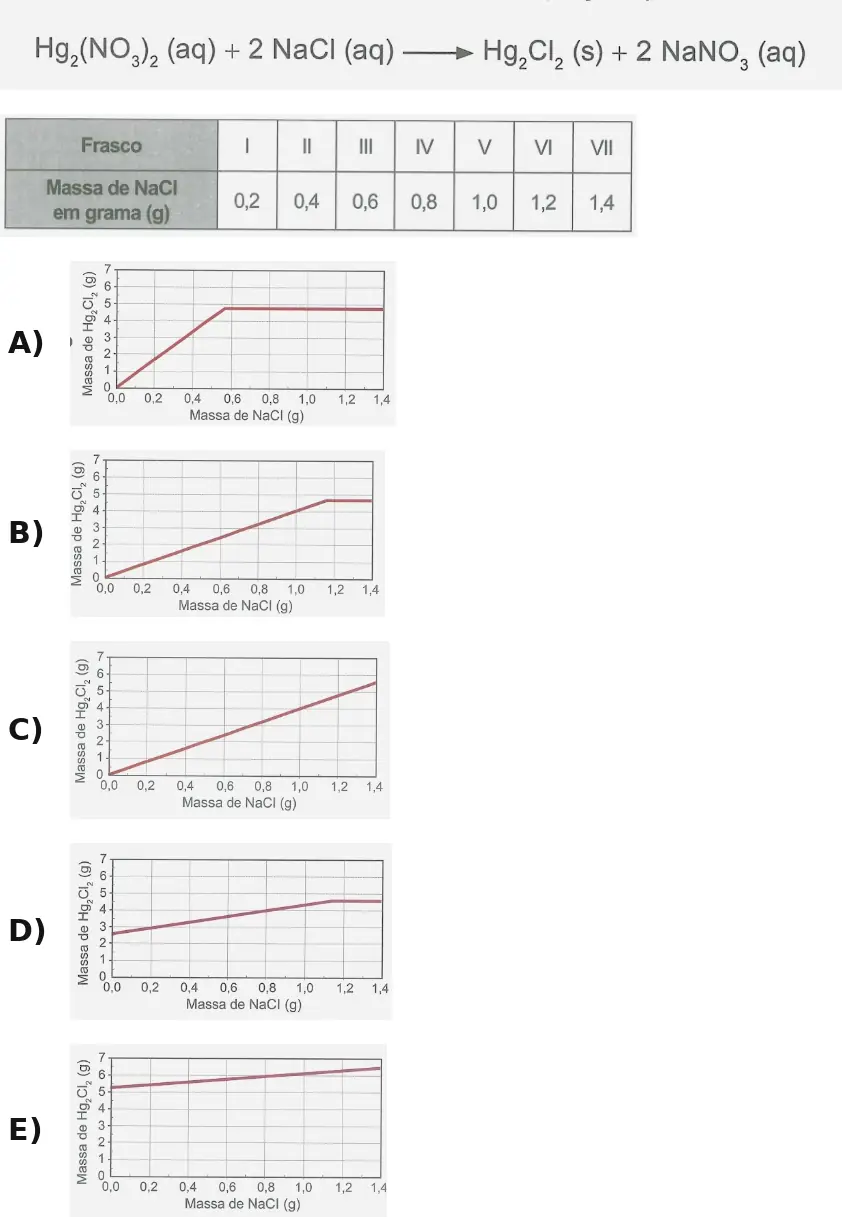 Hg₂(NO₃)₂ (aq) + 2 NaCl (aq) ⟶ Hg₂Cl₂ (s) + 2 NaNO₃ (aq)
Frasco I II III IV V VI VII
Massa de NaCl
em grama (g) 0,2 0,4 0,6 0,8 1,0 1,2 1,4
A)
Massa de Hg₂Cl₂ (g)
7
6
5
4
3
2
1
0
0,0 0,2 0,4 0,6 0,8 1,0 1,2 1,4
Massa de NaCl (g)
B)
Massa de Hg₂Cl₂ (g)
7
6
5
4
3
2
1
0
0,0 0,2 0,4 0,6 0,8 1,0 1,2 1,4
Massa de NaCl (g)
C)
Massa de Hg₂Cl₂ (g)
7
6
5
4
3
2
1
0
0,0 0,2 0,4 0,6 0,8 1,0 1,2 1,4
Massa de NaCl (g)
D)
Massa de Hg₂Cl₂ (g)
7
6
5
4
3
2
1
0
0,0 0,2 0,4 0,6 0,8 1,0 1,2 1,4
Massa de NaCl (g)
E)
Massa de Hg₂Cl₂ (g)
7
6
5
4
3
2
1
0
0,0 0,2 0,4 0,6 0,8 1,0 1,2 1,4
Massa de NaCl (g)